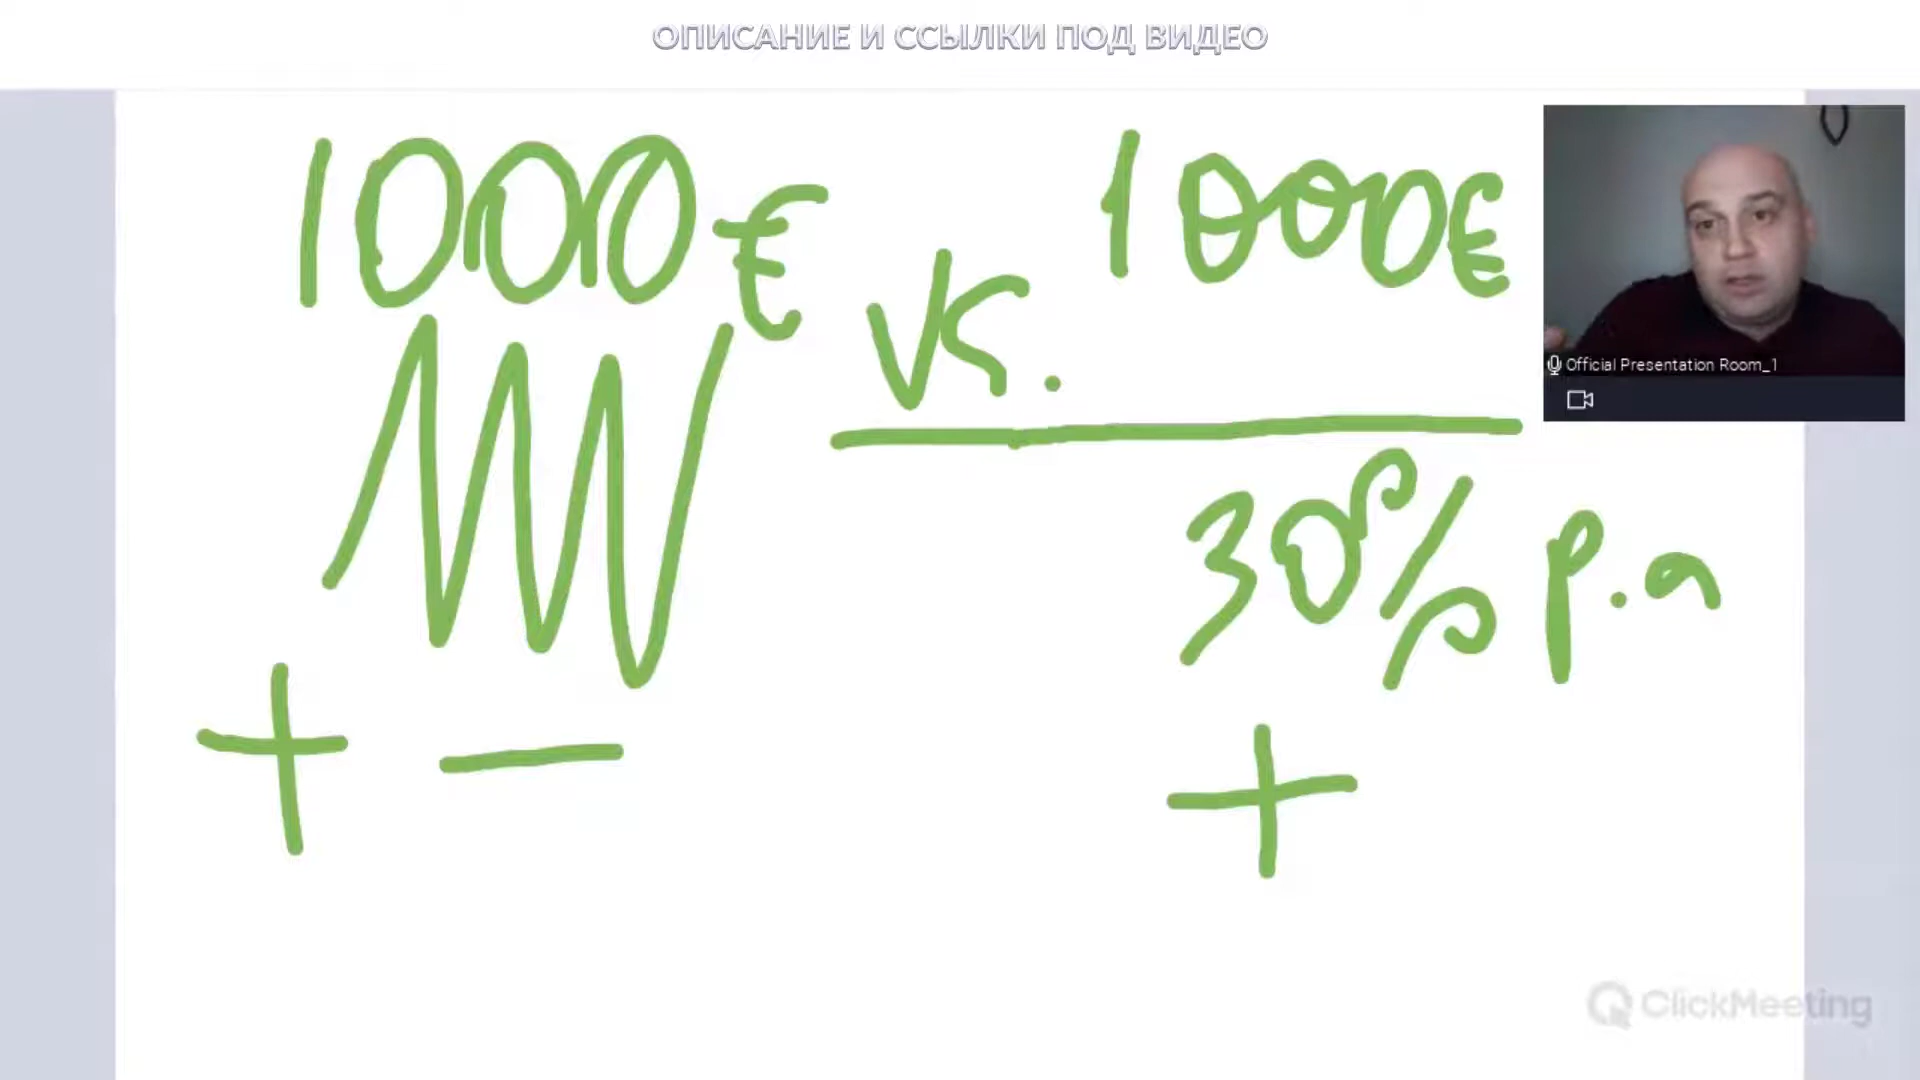 ОПИСАНИЕ И ССЫЛКИ ПОД ВИДЕО
1000€ vs. 1000€
30% p.a
+ —
+
Official Presentation Room_1
ClickMeeting